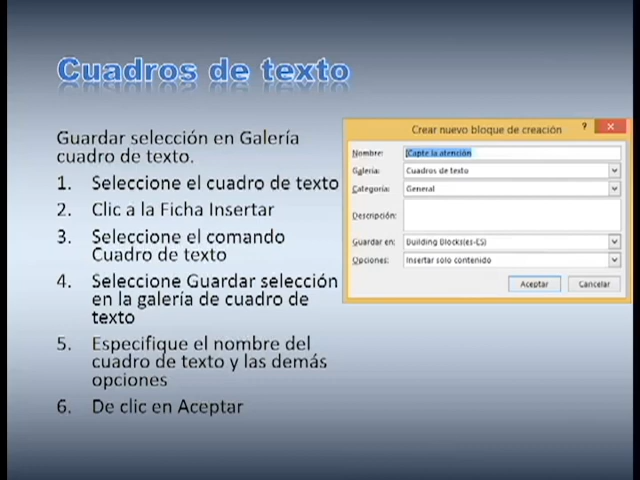 Cuadros de texto
Guardar selección en Galería
cuadro de texto.
1. Seleccione el cuadro de texto
2. Clic a la Ficha Insertar
3. Seleccione el comando
Cuadro de texto
4. Seleccione Guardar selección
en la galería de cuadro de
texto
5. Especifique el nombre del
cuadro de texto y las demás
opciones
6. De clic en Aceptar
Crear nuevo bloque de creación ? ×
Nombre: [Capte la atención
Galería: Cuadros de texto
Categoría: General
Descripción:
Guardar en: Building Blocks(es-ES)
Opciones: Insertar solo contenido
Aceptar Cancelar